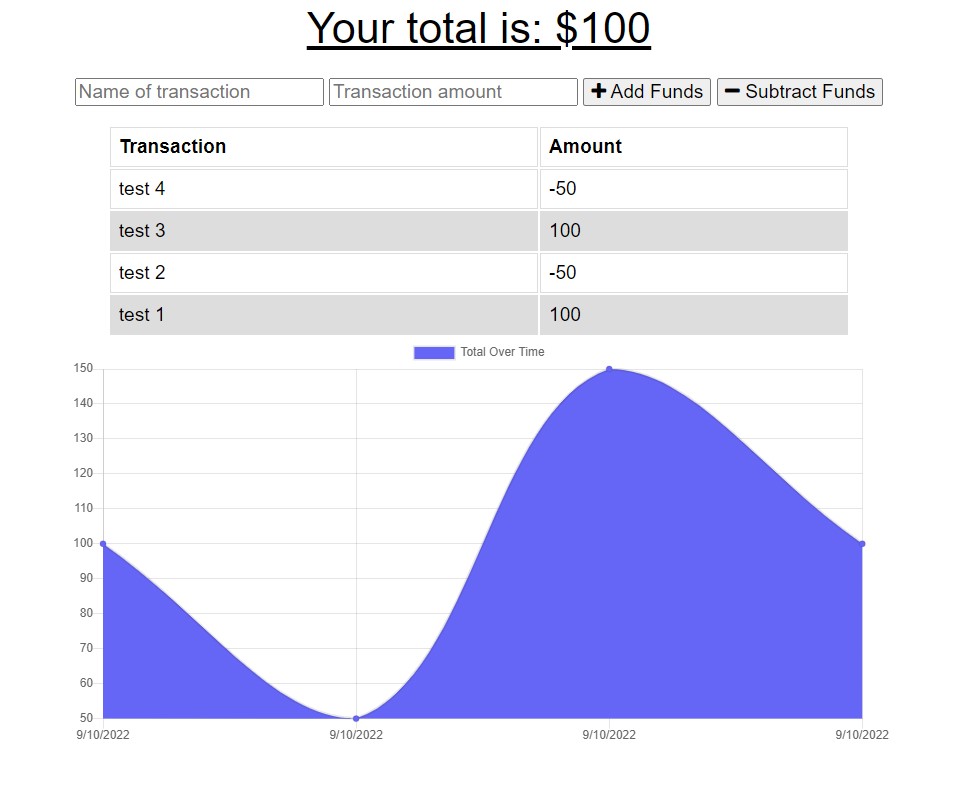 Your total is: $100
Name of transaction Transaction amount + Add Funds − Subtract Funds
Transaction Amount
test 4 -50
test 3 100
test 2 -50
test 1 100
Total Over Time
150
140
130
120
110
100
90
80
70
60
50
9/10/2022 9/10/2022 9/10/2022 9/10/2022